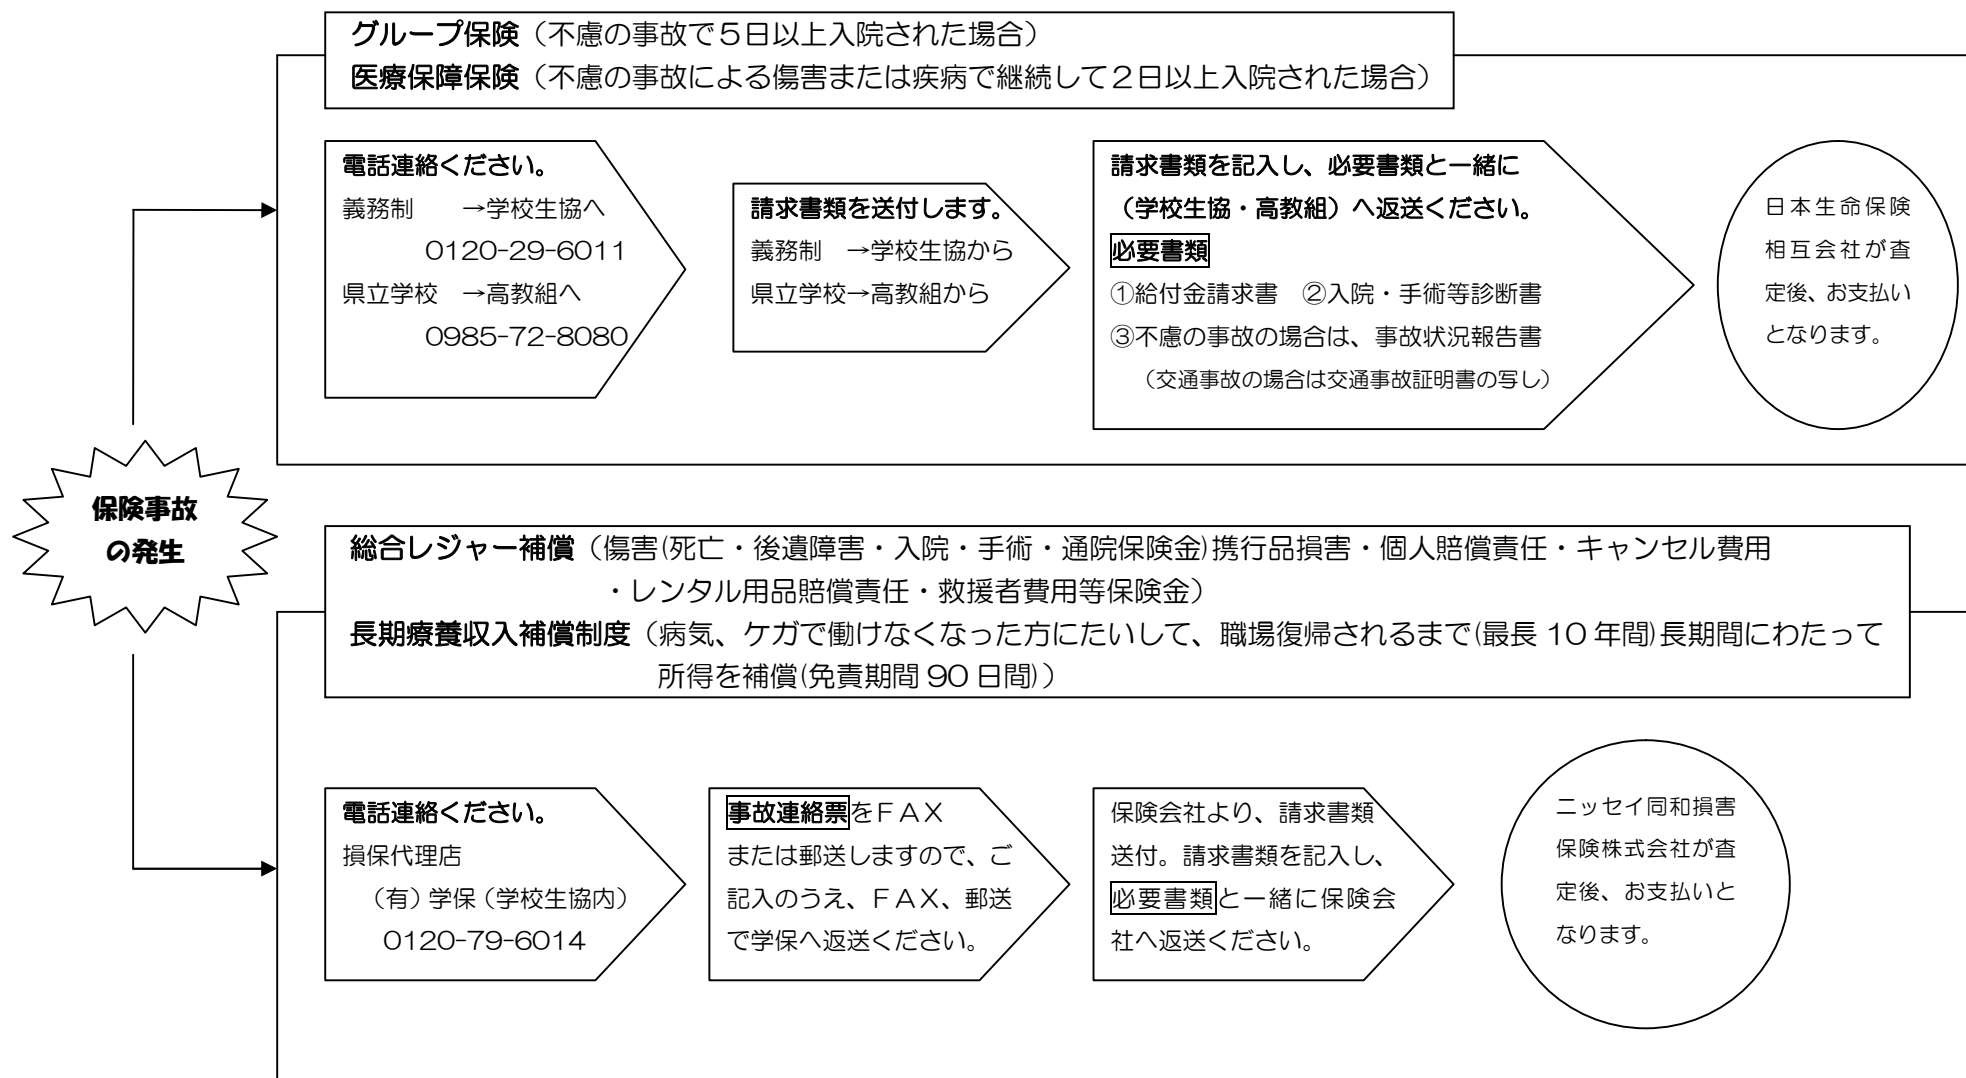 グループ保険（不慮の事故で５日以上入院された場合）
医療保障保険（不慮の事故による傷害または疾病で継続して２日以上入院された場合）
電話連絡ください。
義務制　　→学校生協へ
0120-29-6011
県立学校　→高教組へ
0985-72-8080
請求書類を送付します。
義務制　→学校生協から
県立学校→高教組から
請求書類を記入し、必要書類と一緒に
（学校生協・高教組）へ返送ください。
必要書類
①給付金請求書　②入院・手術等診断書
③不慮の事故の場合は、事故状況報告書
（交通事故の場合は交通事故証明書の写し）
日本生命保険
相互会社が査
定後、お支払い
となります。
保険事故
の発生
総合レジャー補償（傷害(死亡・後遺障害・入院・手術・通院保険金)携行品損害・個人賠償責任・キャンセル費用
・レンタル用品賠償責任・救援者費用等保険金）
長期療養収入補償制度（病気、ケガで働けなくなった方にたいして、職場復帰されるまで(最長 10 年間)長期間にわたって
所得を補償(免責期間 90 日間)）
電話連絡ください。
損保代理店
（有）学保（学校生協内）
0120-79-6014
事故連絡票をＦＡＸ
または郵送しますので、ご
記入のうえ、ＦＡＸ、郵送
で学保へ返送ください。
保険会社より、請求書類
送付。請求書類を記入し、
必要書類と一緒に保険会
社へ返送ください。
ニッセイ同和損害
保険株式会社が査
定後、お支払いと
なります。